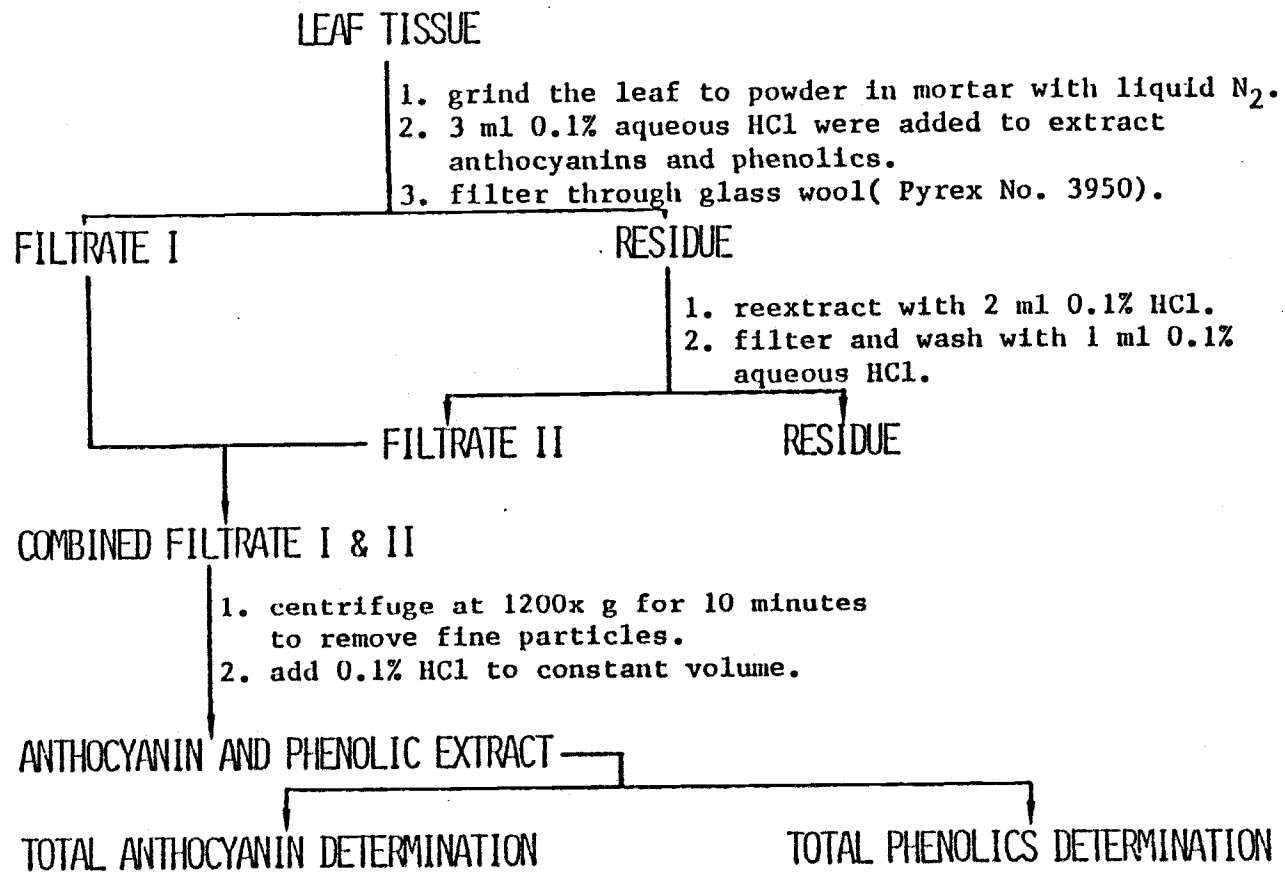 LEAF TISSUE
1. grind the leaf to powder in mortar with liquid N₂.
2. 3 ml 0.1% aqueous HCl were added to extract
anthocyanins and phenolics.
3. filter through glass wool( Pyrex No. 3950).
FILTRATE I
RESIDUE
1. reextract with 2 ml 0.1% HCl.
2. filter and wash with 1 ml 0.1%
aqueous HCl.
FILTRATE II
RESIDUE
COMBINED FILTRATE I & II
1. centrifuge at 1200x g for 10 minutes
to remove fine particles.
2. add 0.1% HCl to constant volume.
ANTHOCYANIN AND PHENOLIC EXTRACT
TOTAL ANTHOCYANIN DETERMINATION
TOTAL PHENOLICS DETERMINATION